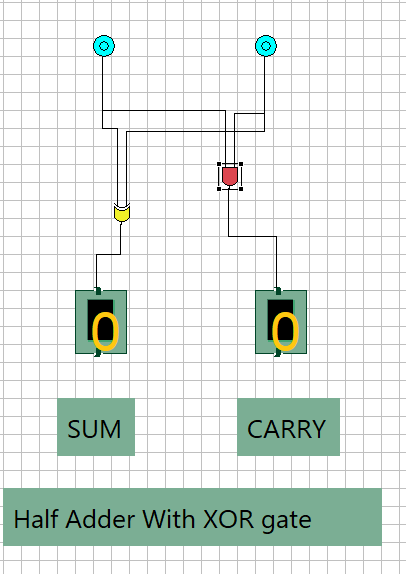 0 0
SUM CARRY
Half Adder With XOR gate